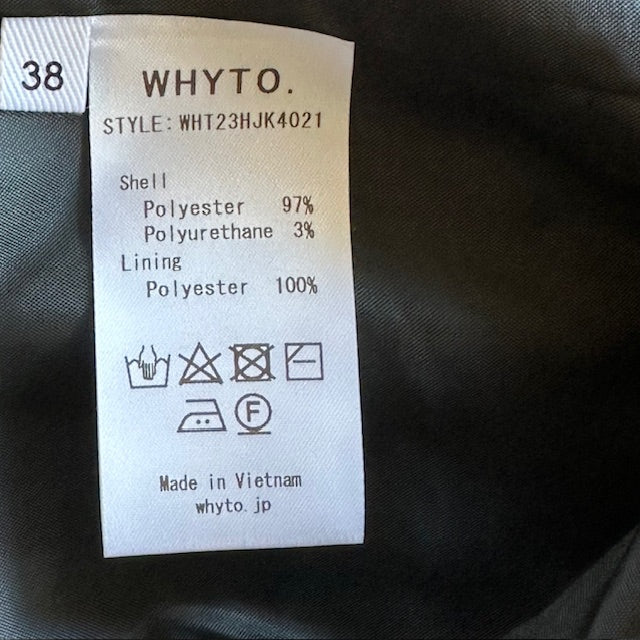 38
WHYTO.
STYLE: WHT23HJK4021
Shell
Polyester 97%
Polyurethane 3%
Lining
Polyester 100%
F
Made in Vietnam
whyto.jp